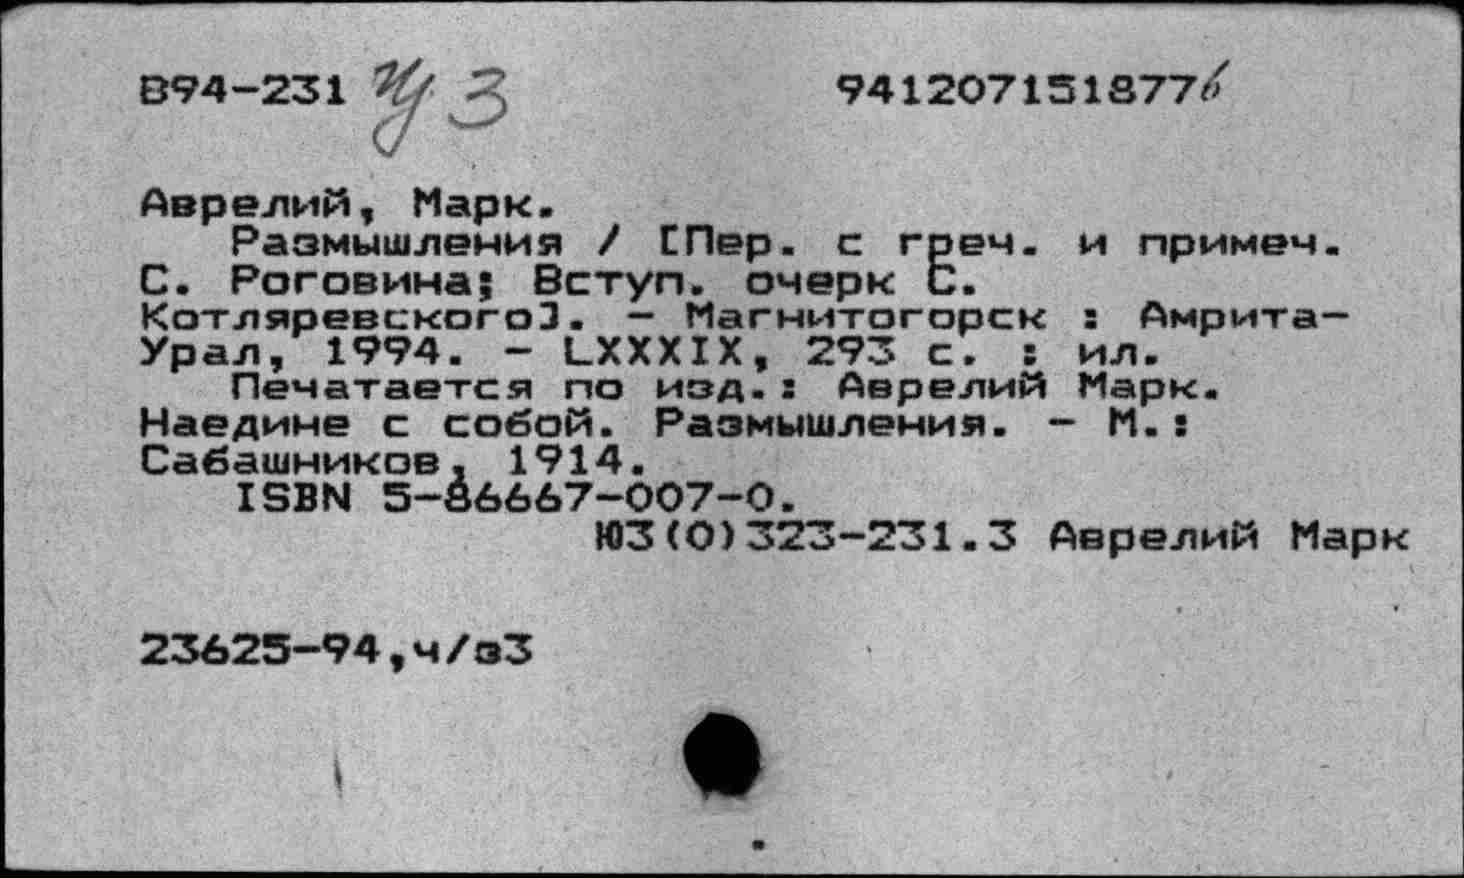 В94-231 ЧЗ 9412071518776
Аврелий, Марк.
Размышления / [Пер. с греч. и примеч.
С. Роговина; Вступ. очерк С.
Котляревского]. - Магнитогорск : Амрита-
Урал, 1994. - LXXXIX, 293 с. : ил.
Печатается по изд.: Аврелий Марк.
Наедине с собой. Размышления. - М.:
Сабашников, 1914.
ISBN 5-86667-007-0.
Ю3(0)323-231.3 Аврелий Марк
23625-94,ч/з3